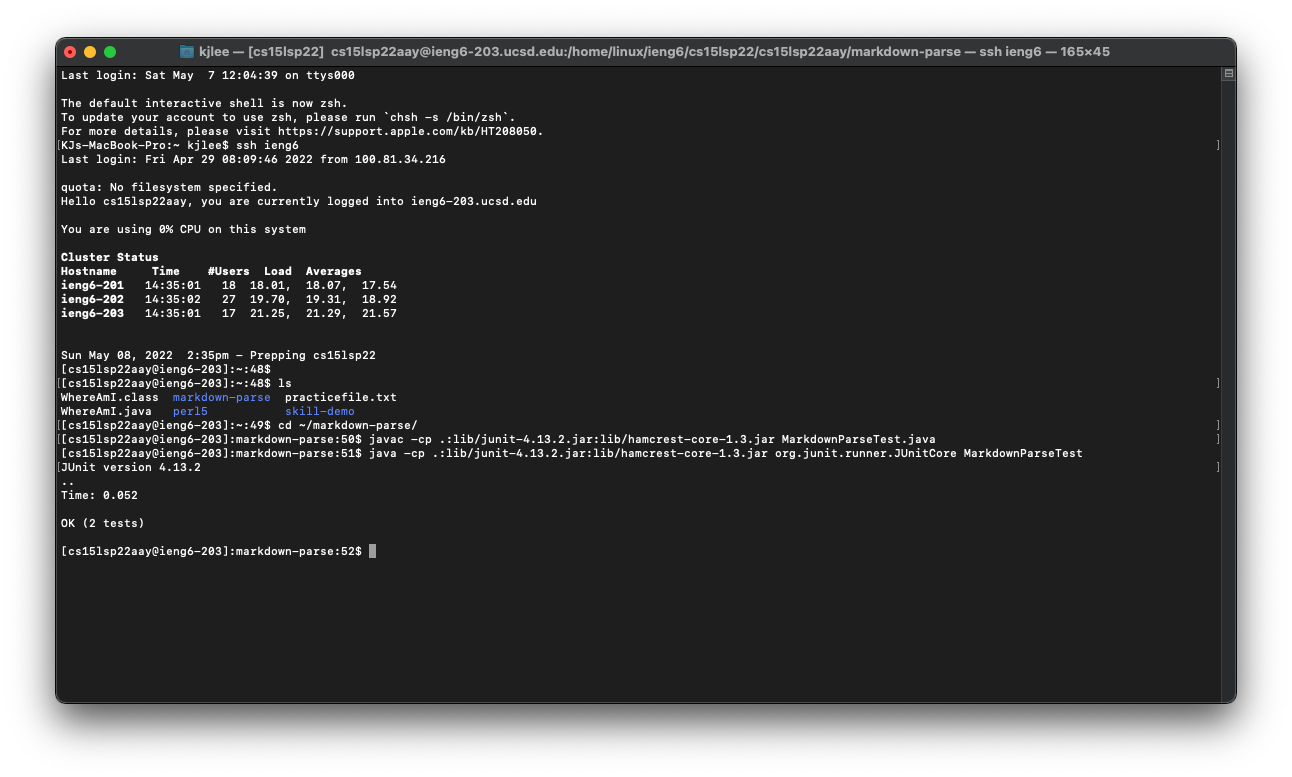 kjlee — [cs15lsp22] cs15lsp22aay@ieng6-203.ucsd.edu:/home/linux/ieng6/cs15lsp22/cs15lsp22aay/markdown-parse — ssh ieng6 — 165×45
Last login: Sat May  7 12:04:39 on ttys000
The default interactive shell is now zsh.
To update your account to use zsh, please run `chsh -s /bin/zsh`.
For more details, please visit https://support.apple.com/kb/HT208050.
[KJs-MacBook-Pro:~ kjlee$ ssh ieng6 ]
Last login: Fri Apr 29 08:09:46 2022 from 100.81.34.216
quota: No filesystem specified.
Hello cs15lsp22aay, you are currently logged into ieng6-203.ucsd.edu
You are using 0% CPU on this system
Cluster Status
Hostname     Time    #Users  Load  Averages
ieng6-201   14:35:01   18  18.01,  18.07,  17.54
ieng6-202   14:35:02   27  19.70,  19.31,  18.92
ieng6-203   14:35:01   17  21.25,  21.29,  21.57
Sun May 08, 2022  2:35pm - Prepping cs15lsp22
[cs15lsp22aay@ieng6-203]:~:48$
[[cs15lsp22aay@ieng6-203]:~:48$ ls ]
WhereAmI.class  markdown-parse  practicefile.txt
WhereAmI.java   perl5           skill-demo
[[cs15lsp22aay@ieng6-203]:~:49$ cd ~/markdown-parse/ ]
[[cs15lsp22aay@ieng6-203]:markdown-parse:50$ javac -cp .:lib/junit-4.13.2.jar:lib/hamcrest-core-1.3.jar MarkdownParseTest.java ]
[cs15lsp22aay@ieng6-203]:markdown-parse:51$ java -cp .:lib/junit-4.13.2.jar:lib/hamcrest-core-1.3.jar org.junit.runner.JUnitCore MarkdownParseTest
[JUnit version 4.13.2 ]
..
Time: 0.052
OK (2 tests)
[cs15lsp22aay@ieng6-203]:markdown-parse:52$